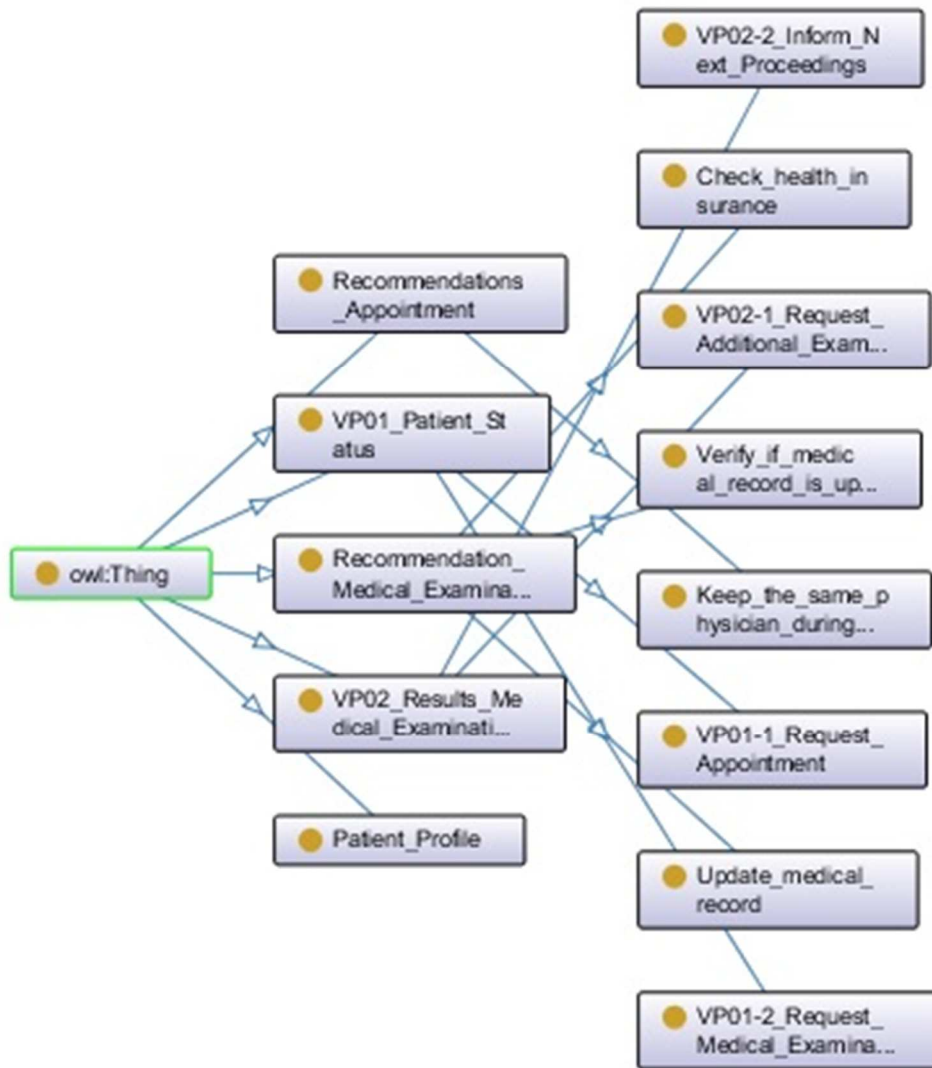 VP02-2_Inform_N
ext_Proceedings
Check_health_in
surance
Recommendations
_Appointment
VP02-1_Request_
Additional_Exam...
VP01_Patient_St
atus
Verify_if_medic
al_record_is_up...
owl:Thing
Recommendation_
Medical_Examina...
Keep_the_same_p
hysician_during...
VP02_Results_Me
dical_Examinati...
VP01-1_Request_
Appointment
Patient_Profile
Update_medical_
record
VP01-2_Request_
Medical_Examina...